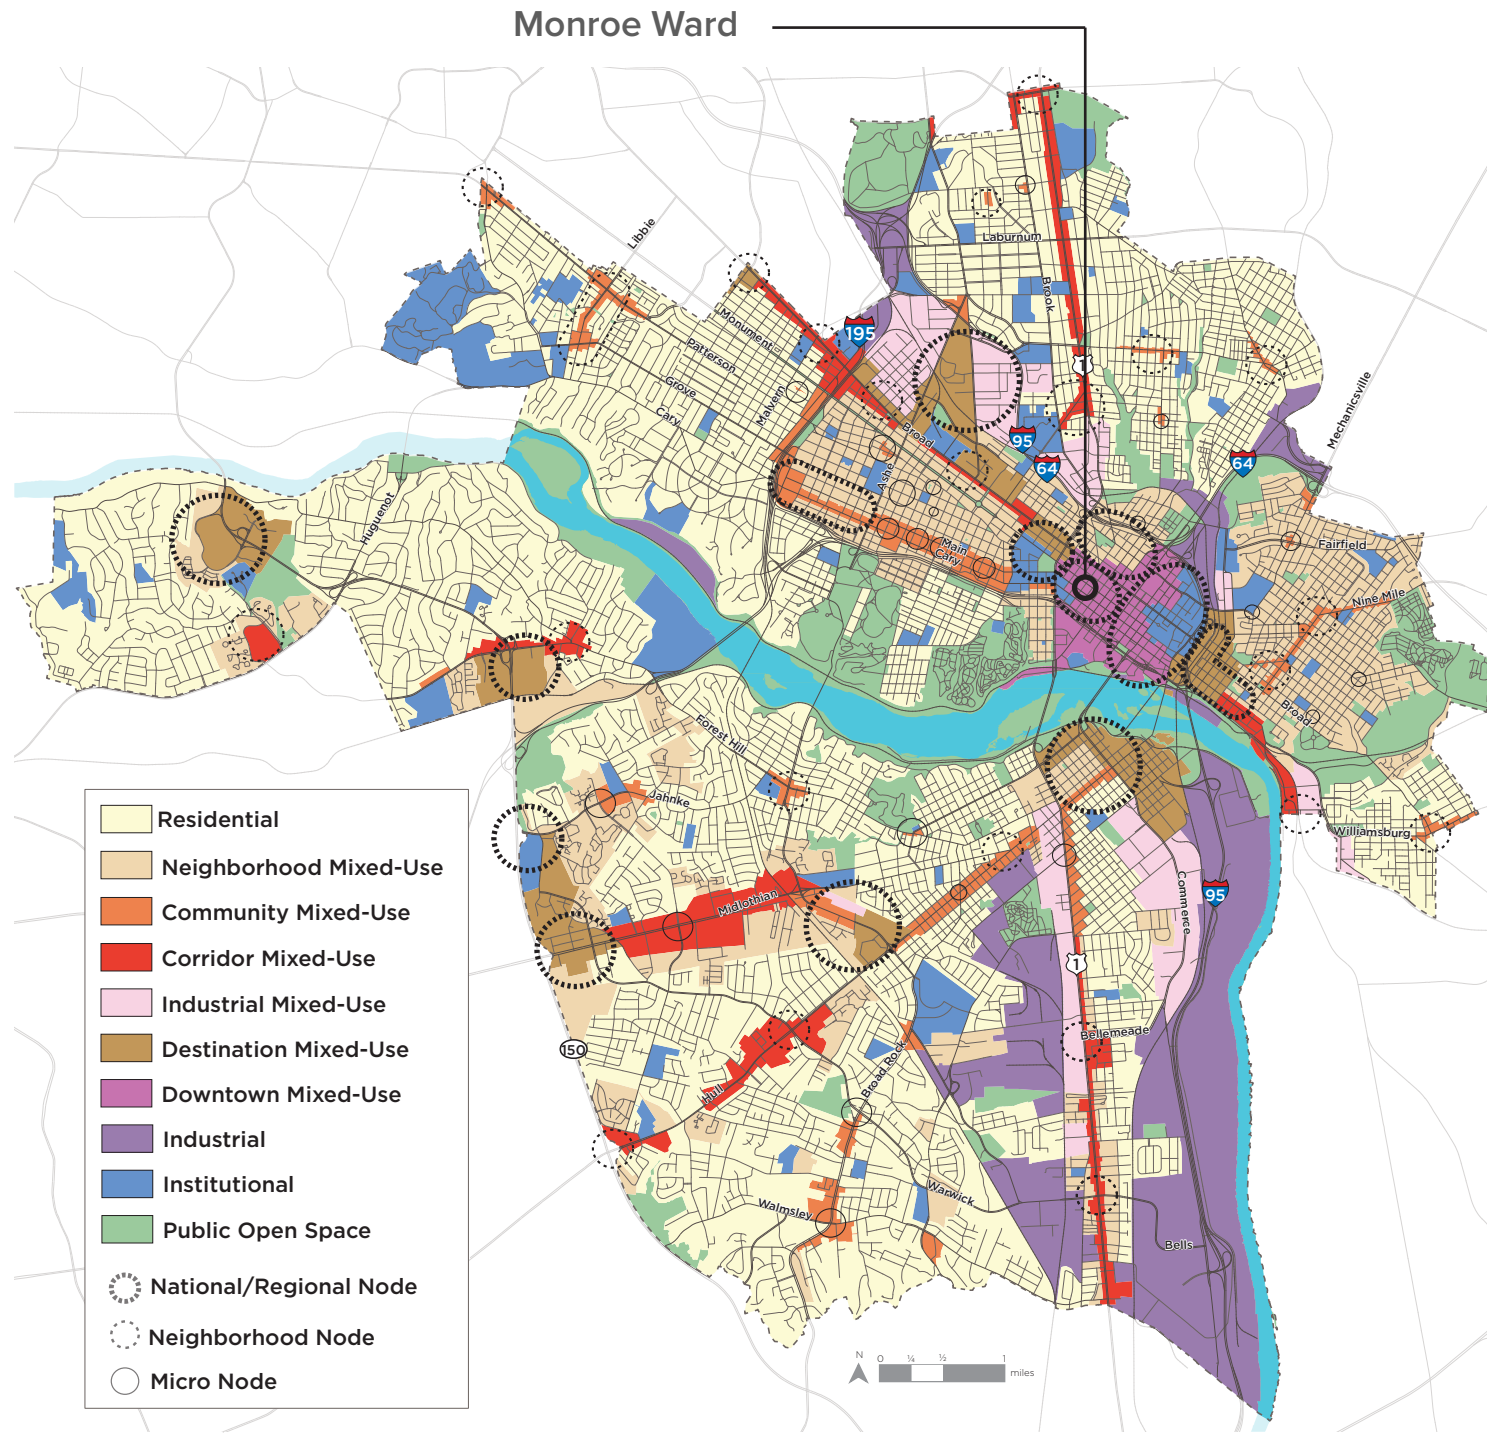 Monroe Ward
Libbie
Laburnum
Brook
Monument
195
Patterson
1
Grove
Malvern
Cary
Mechanicsville
Broad
95
64
64
Ashe
Huguenot
Main
Cary
Fairfield
Nine Mile
Broad
Forest Hill
Jahnke
Williamsburg
Commerce
95
Midlothian
1
Bellemeade
150
Broad Rock
Hull
Warwick
Walmsley
Bells
Residential
Neighborhood Mixed-Use
Community Mixed-Use
Corridor Mixed-Use
Industrial Mixed-Use
Destination Mixed-Use
Downtown Mixed-Use
Industrial
Institutional
Public Open Space
National/Regional Node
Neighborhood Node
Micro Node
N
0 ¼ ½ 1
miles